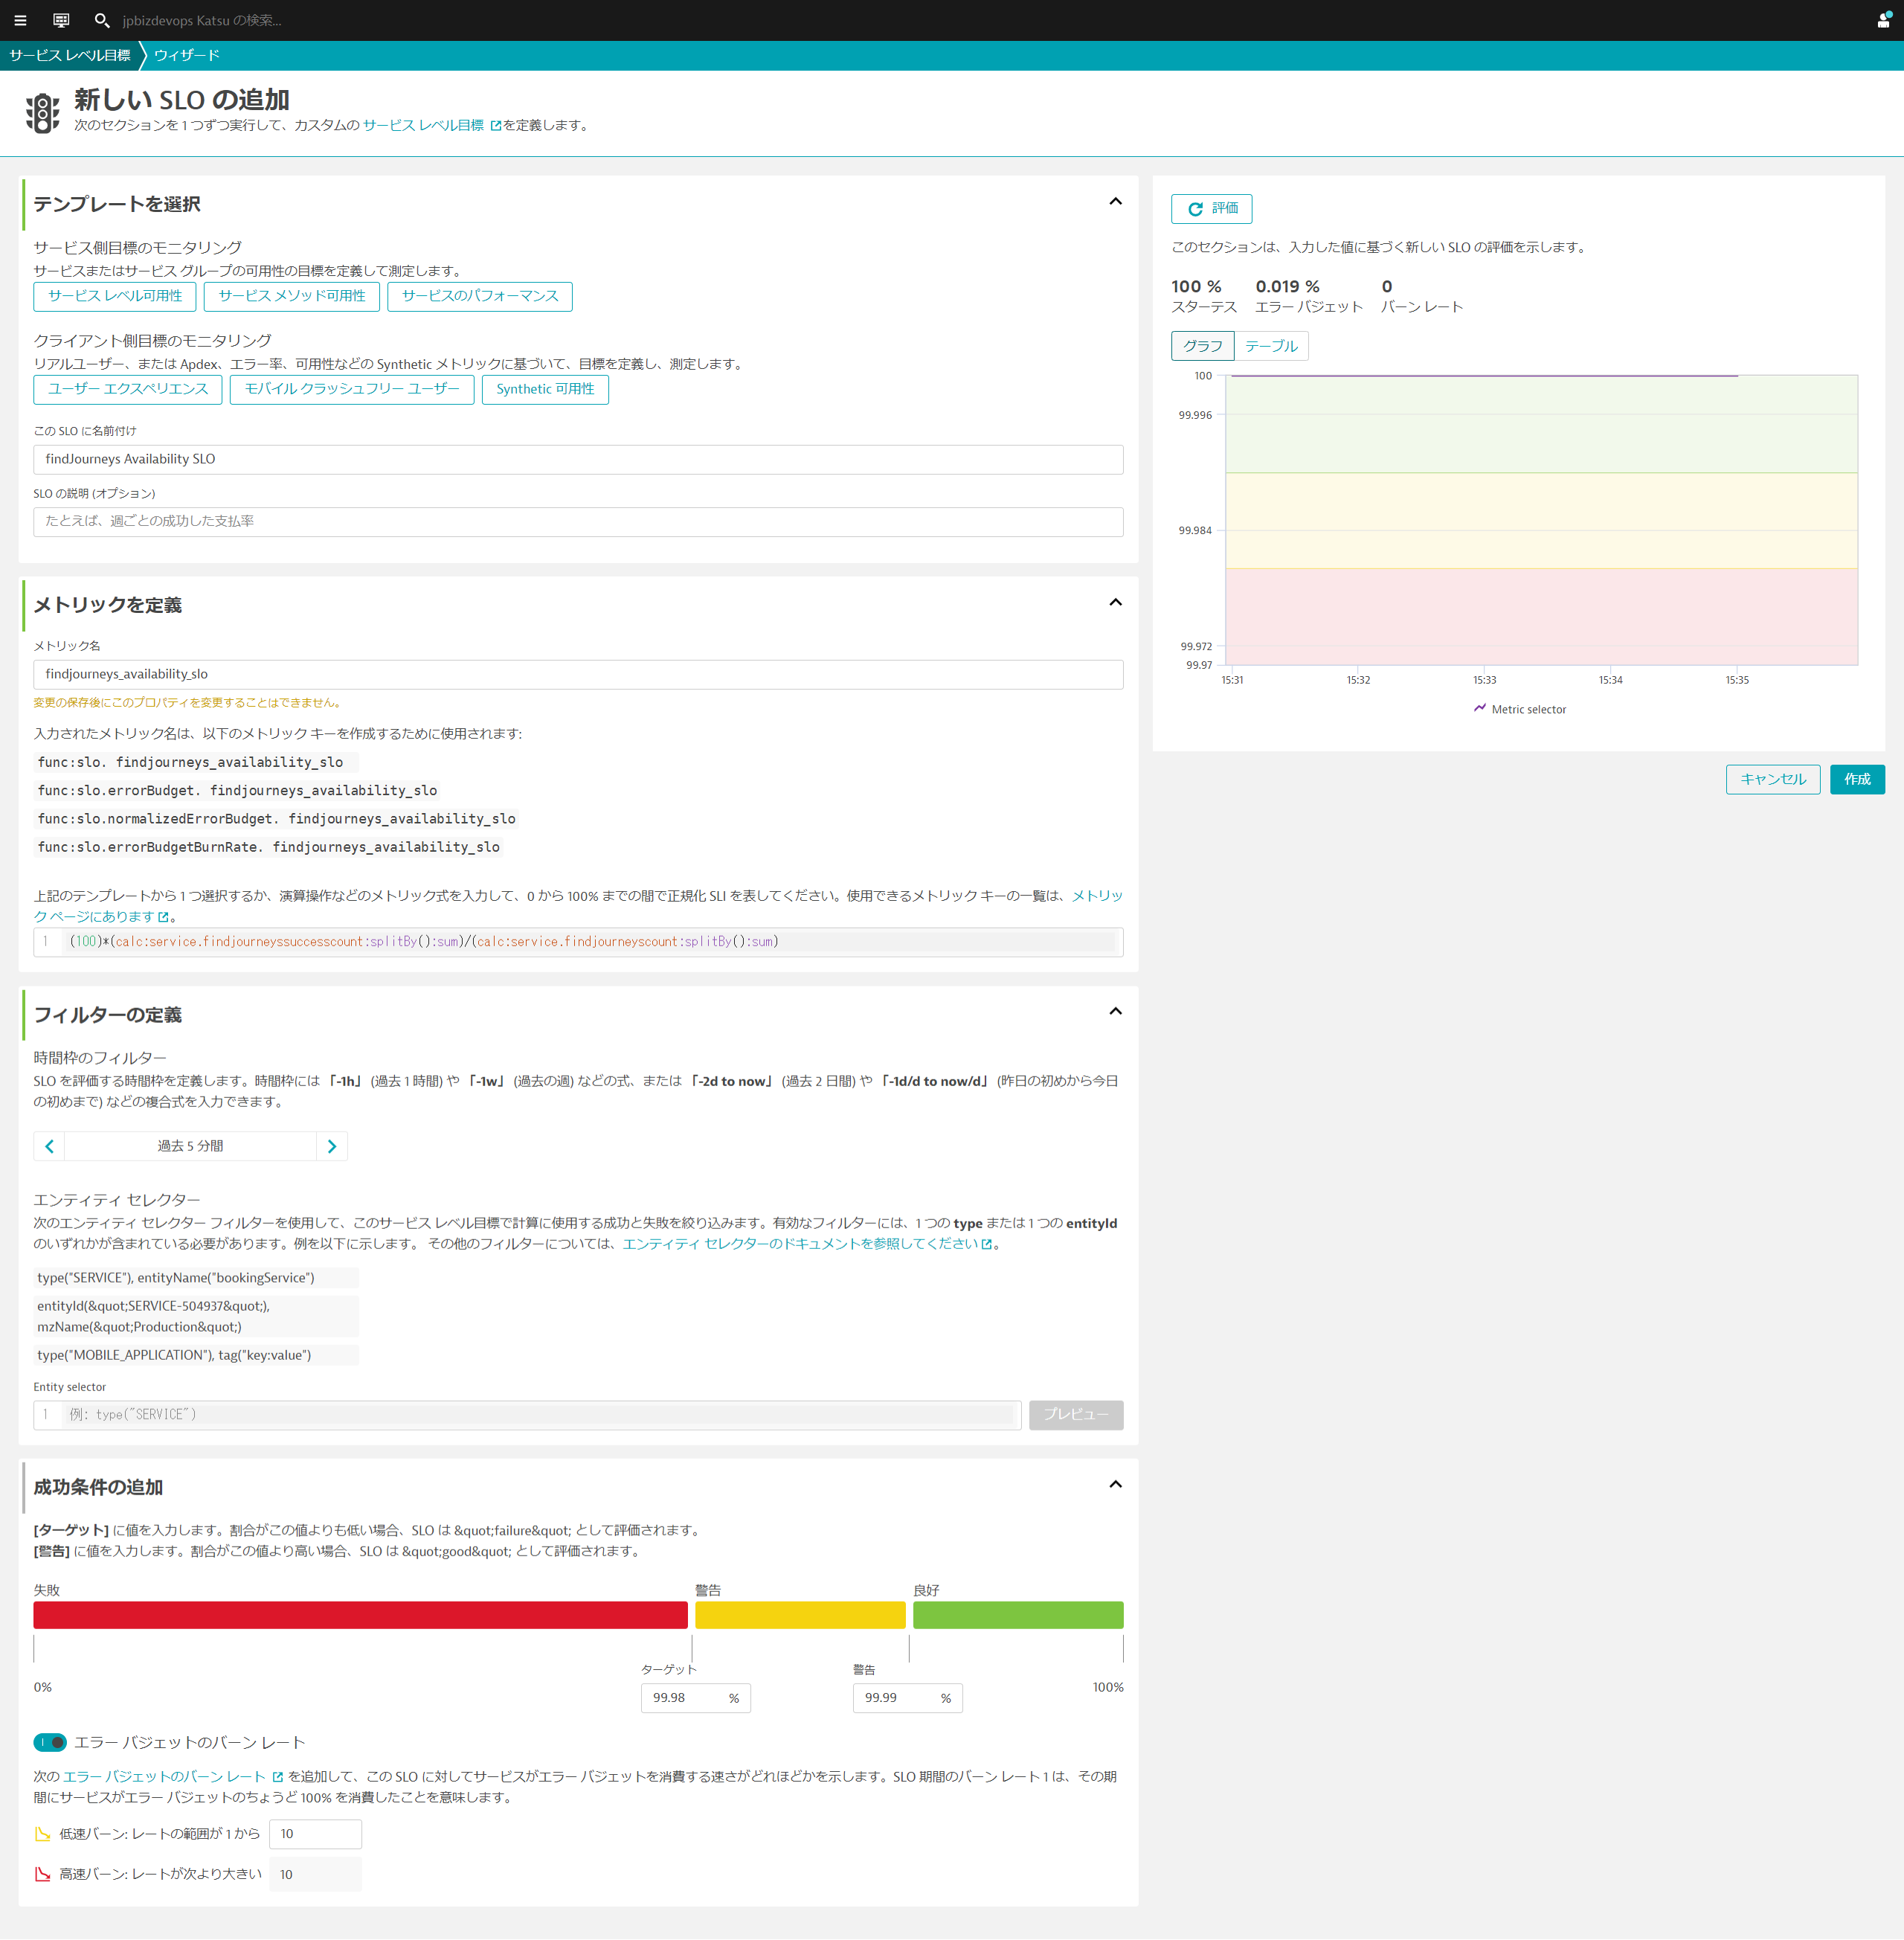 jpbizdevops Katsu の検索...
サービス レベル目標
ウィザード
新しい SLO の追加
次のセクションを 1 つずつ実行して、カスタムの サービス レベル目標 を定義します。
テンプレートを選択
サービス側目標のモニタリング
サービスまたはサービス グループの可用性の目標を定義して測定します。
サービス レベル可用性
サービス メソッド可用性
サービスのパフォーマンス
クライアント側目標のモニタリング
リアルユーザー、または Apdex、エラー率、可用性などの Synthetic メトリックに基づいて、目標を定義し、測定します。
ユーザー エクスペリエンス
モバイル クラッシュフリー ユーザー
Synthetic 可用性
この SLO に名前付け
findJourneys Availability SLO
SLO の説明 (オプション)
たとえば、週ごとの成功した支払率
メトリックを定義
メトリック名
findjourneys_availability_slo
変更の保存後にこのプロパティを変更することはできません。
入力されたメトリック名は、以下のメトリック キーを作成するために使用されます:
func:slo. findjourneys_availability_slo
func:slo.errorBudget. findjourneys_availability_slo
func:slo.normalizedErrorBudget. findjourneys_availability_slo
func:slo.errorBudgetBurnRate. findjourneys_availability_slo
上記のテンプレートから 1 つ選択するか、演算操作などのメトリック式を入力して、0 から 100% までの間で正規化 SLI を表してください。使用できるメトリック キーの一覧は、メトリッ
ク ページにあります。
1 (100)*(calc:service.findjourneyssuccesscount:splitBy():sum)/(calc:service.findjourneyscount:splitBy():sum)
フィルターの定義
時間枠のフィルター
SLO を評価する時間枠を定義します。時間枠には「-1h」(過去 1 時間) や「-1w」(過去の週) などの式、または「-2d to now」(過去 2 日間) や「-1d/d to now/d」(昨日の初めから今日
の初めまで) などの複合式を入力できます。
過去 5 分間
エンティティ セレクター
次のエンティティ セレクター フィルターを使用して、このサービス レベル目標で計算に使用する成功と失敗を絞り込みます。有効なフィルターには、1 つの type または 1 つの entityId
のいずれかが含まれている必要があります。例を以下に示します。 その他のフィルターについては、エンティティ セレクターのドキュメントを参照してください。
type("SERVICE"), entityName("bookingService")
entityId(&quot;SERVICE-504937&quot;),
mzName(&quot;Production&quot;)
type("MOBILE_APPLICATION"), tag("key:value")
Entity selector
1 例: type("SERVICE")
プレビュー
成功条件の追加
[ターゲット] に値を入力します。割合がこの値よりも低い場合、SLO は &quot;failure&quot; として評価されます。
[警告] に値を入力します。割合がこの値より高い場合、SLO は &quot;good&quot; として評価されます。
失敗
警告
良好
0%
ターゲット
99.98 %
警告
99.99 %
100%
エラー バジェットのバーン レート
次の エラー バジェットのバーン レート を追加して、この SLO に対してサービスがエラー バジェットを消費する速さがどれほどかを示します。SLO 期間のバーン レート 1 は、その期
間にサービスがエラー バジェットのちょうど 100% を消費したことを意味します。
低速バーン: レートの範囲が 1 から 10
高速バーン: レートが次より大きい 10
評価
このセクションは、入力した値に基づく新しい SLO の評価を示します。
100 %
ステータス
0.019 %
エラー バジェット
0
バーン レート
グラフ
テーブル
100
99.996
99.984
99.972
99.97
15:31
15:32
15:33
15:34
15:35
Metric selector
キャンセル
作成